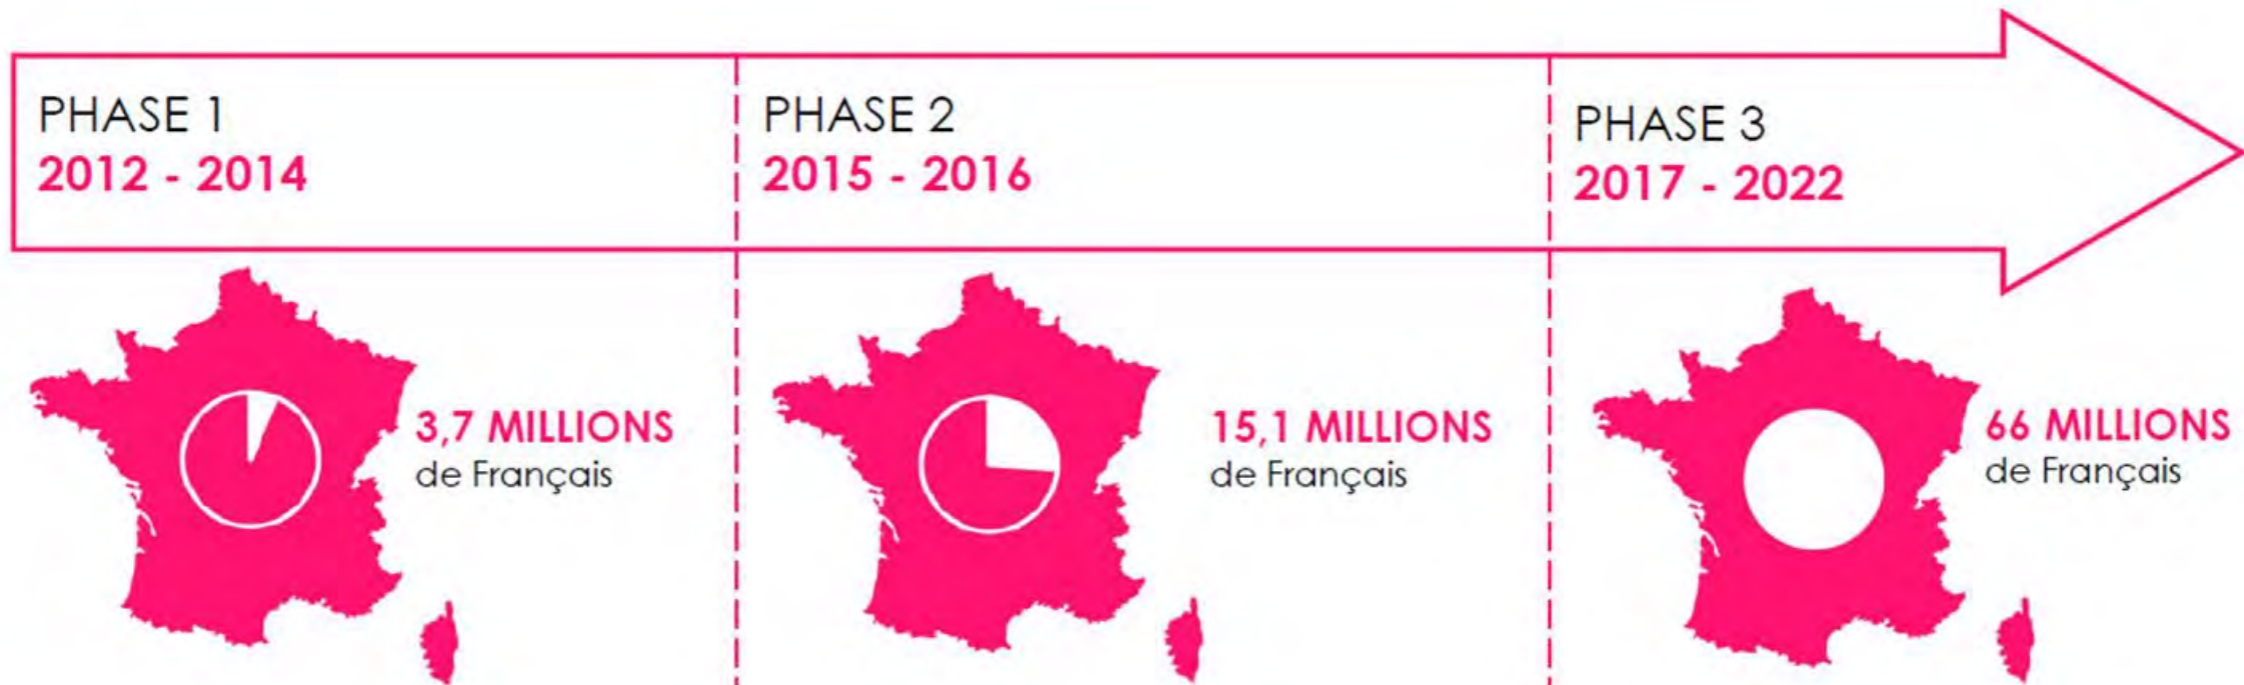 PHASE 1
2012 - 2014
PHASE 2
2015 - 2016
PHASE 3
2017 - 2022
3,7 MILLIONS
de Français
15,1 MILLIONS
de Français
66 MILLIONS
de Français